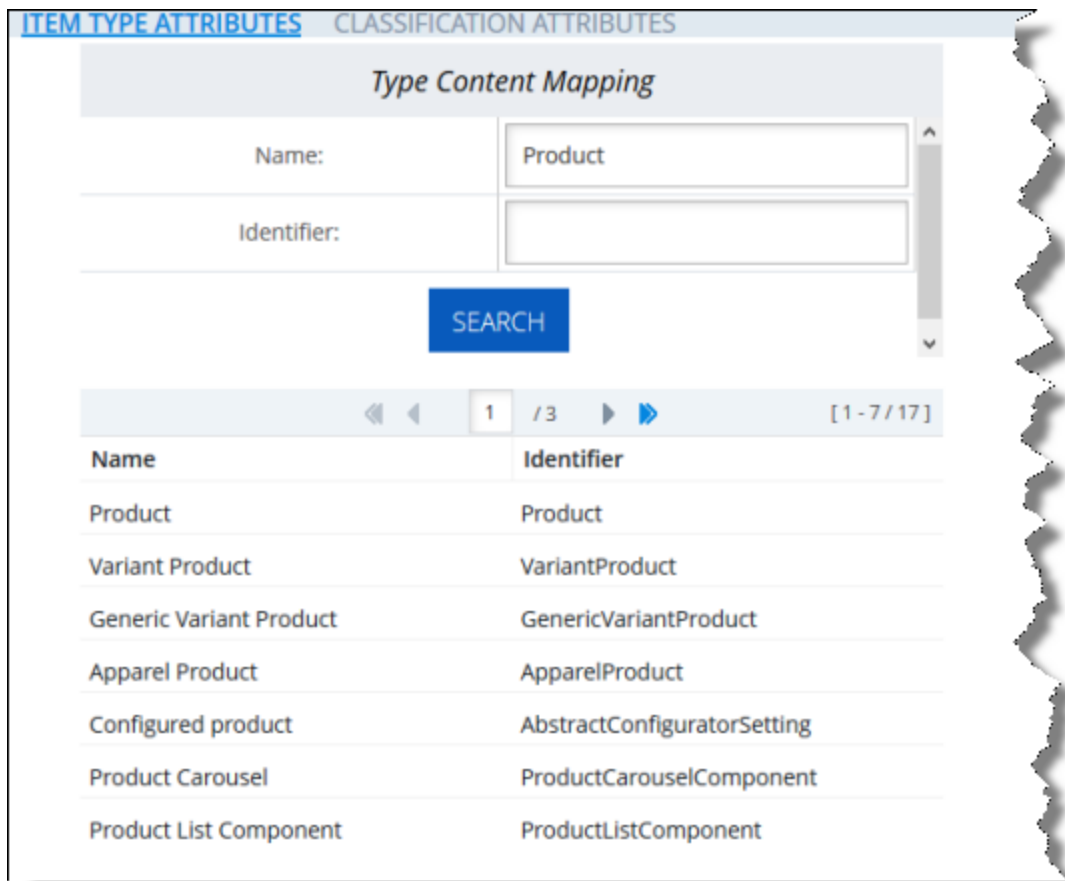 ITEM TYPE ATTRIBUTES CLASSIFICATION ATTRIBUTES
Type Content Mapping
Name: Product
Identifier:
SEARCH
1 / 3 [ 1 - 7 / 17 ]
Name Identifier
Product Product
Variant Product VariantProduct
Generic Variant Product GenericVariantProduct
Apparel Product ApparelProduct
Configured product AbstractConfiguratorSetting
Product Carousel ProductCarouselComponent
Product List Component ProductListComponent